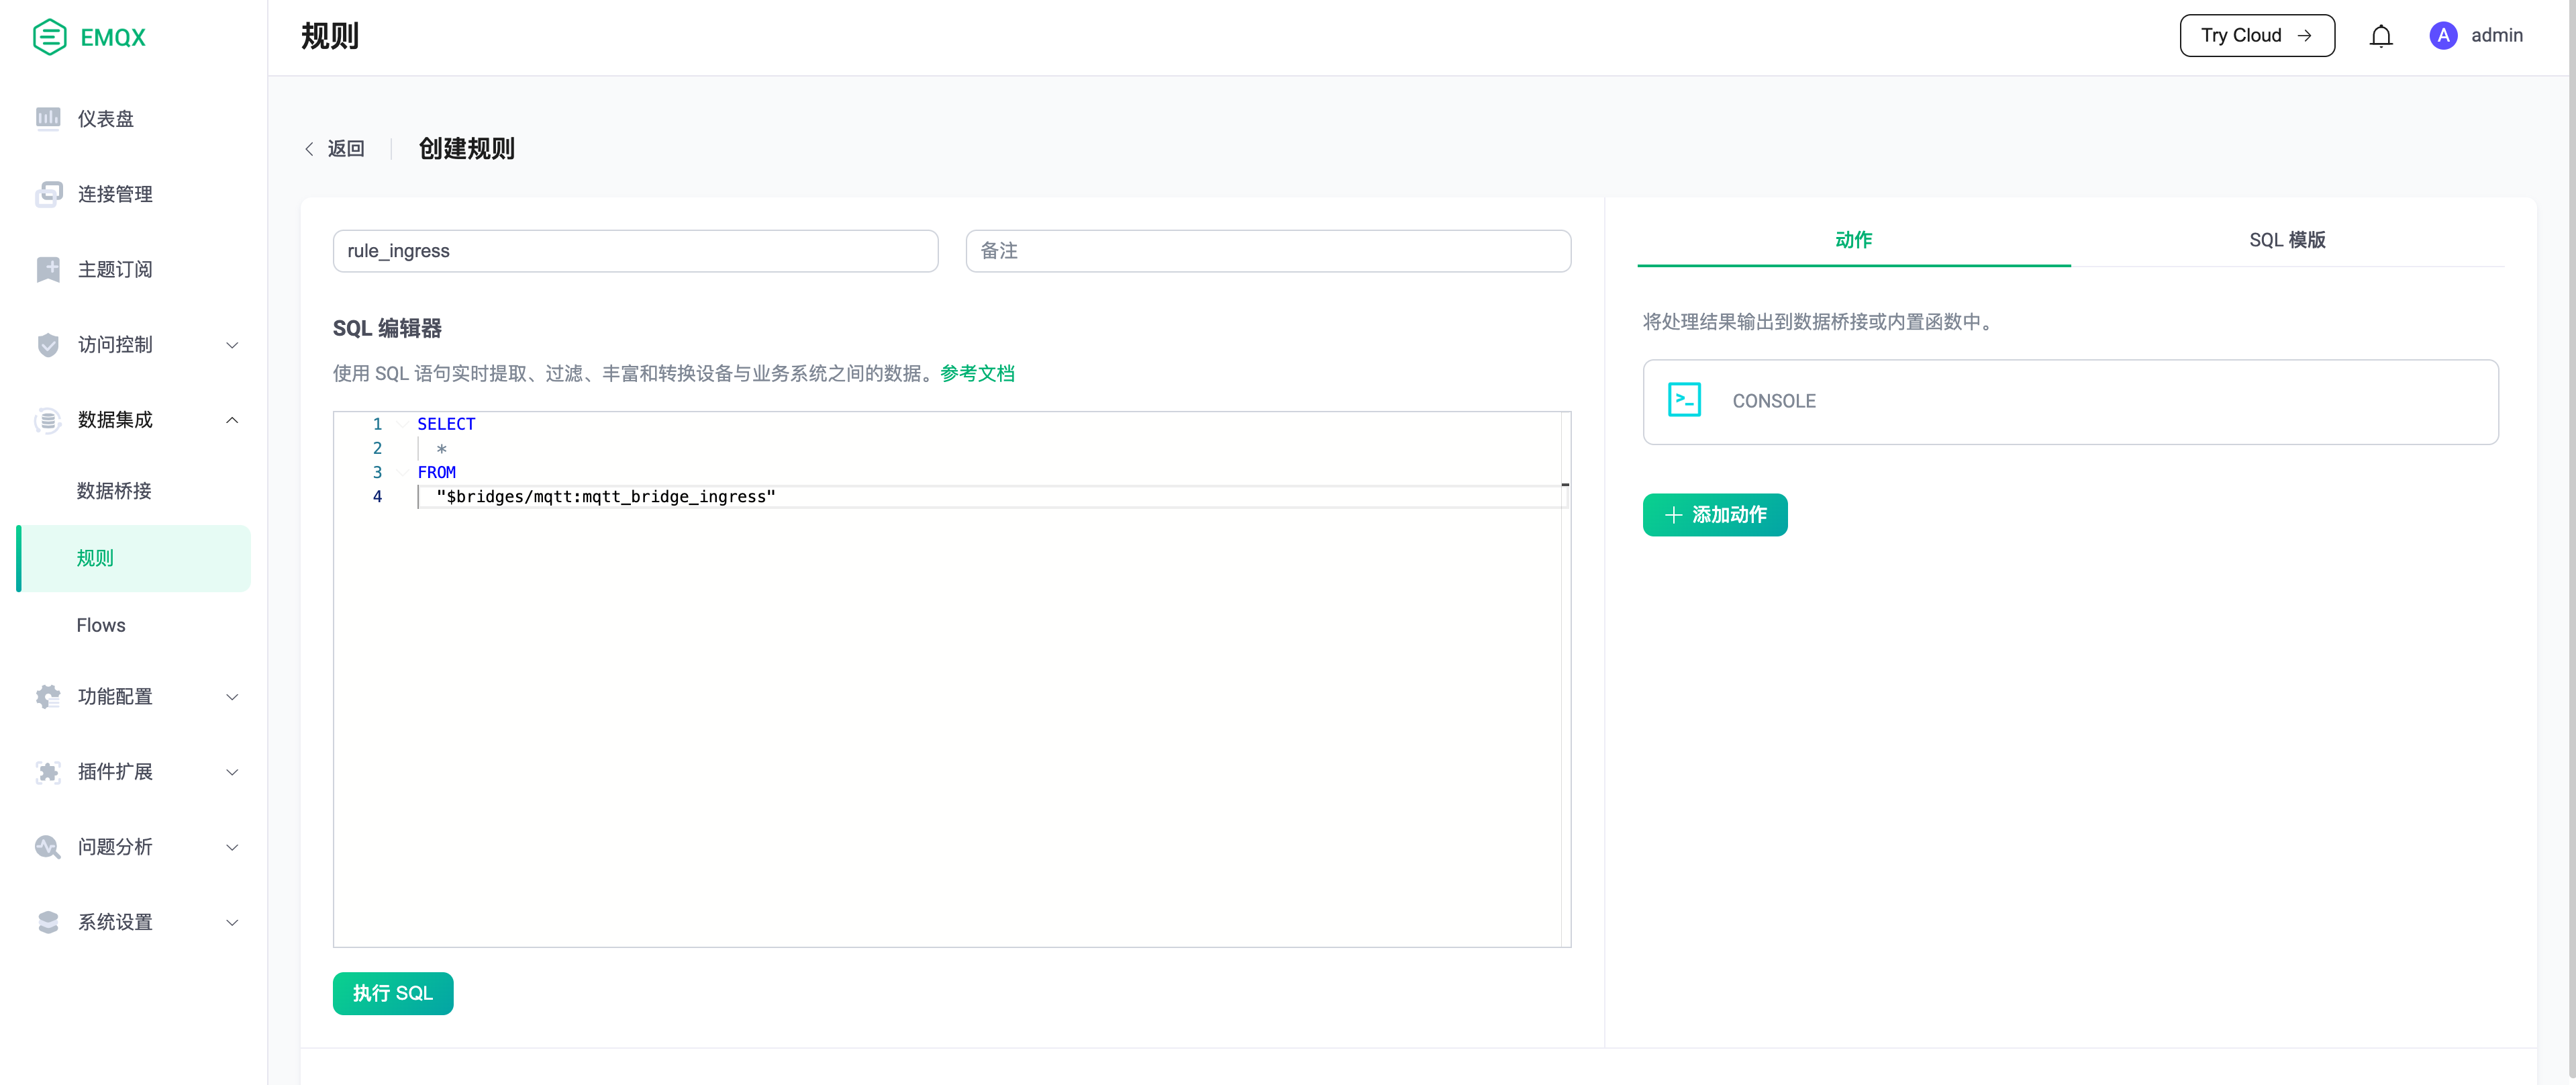 EMQX
规则
Try Cloud →
A admin
仪表盘
连接管理
主题订阅
访问控制
数据集成
数据桥接
规则
Flows
功能配置
插件扩展
问题分析
系统设置
返回
创建规则
rule_ingress
备注
SQL 编辑器
使用 SQL 语句实时提取、过滤、丰富和转换设备与业务系统之间的数据。参考文档
1 SELECT
2 *
3 FROM
4 "$bridges/mqtt:mqtt_bridge_ingress"
执行 SQL
动作
SQL 模版
将处理结果输出到数据桥接或内置函数中。
CONSOLE
+ 添加动作